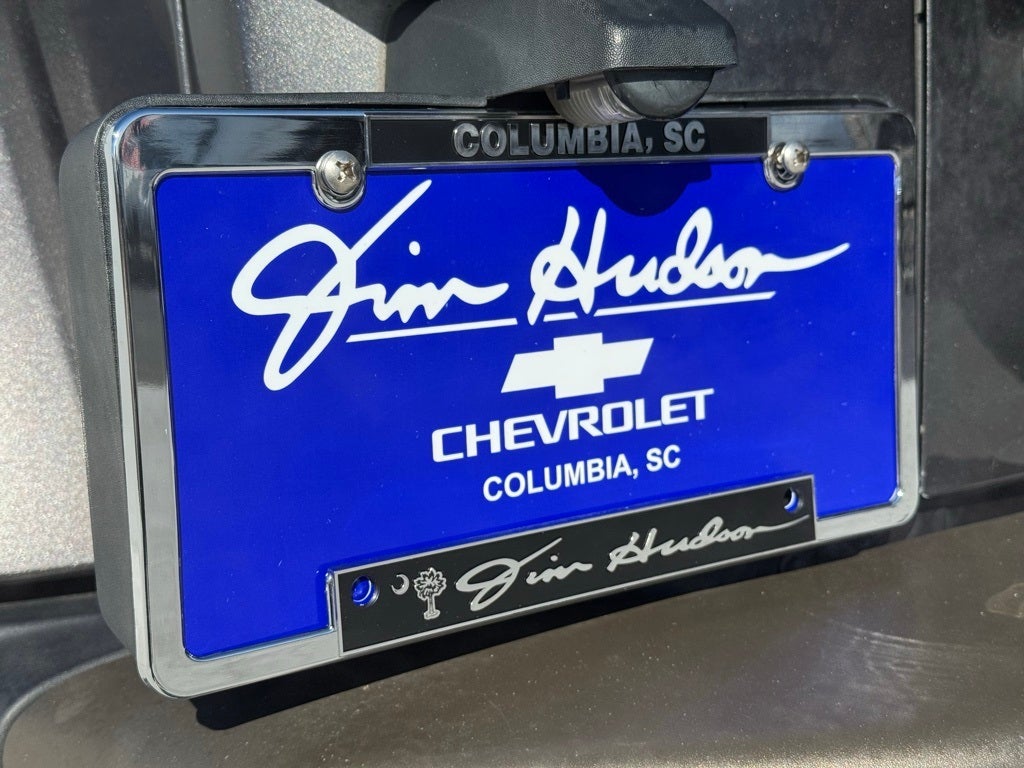 COLUMBIA, SC
Jim Hudson
CHEVROLET
COLUMBIA, SC
Jim Hudson